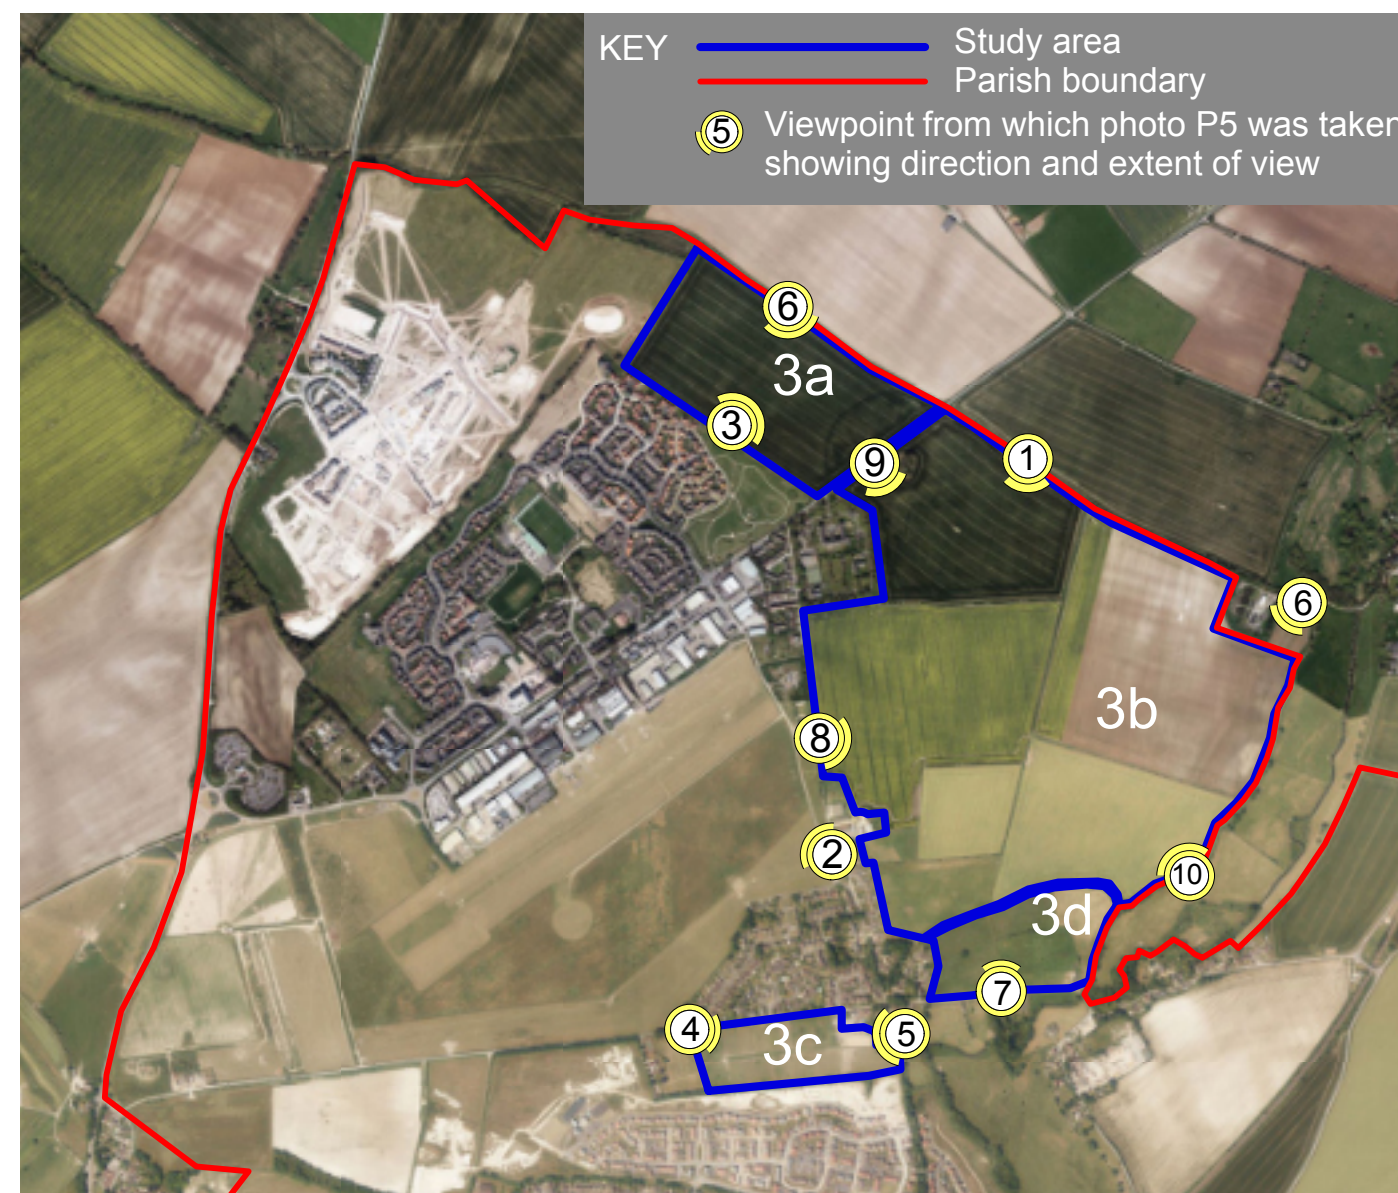 KEY
Study area
Parish boundary
5
Viewpoint from which photo P5 was taken
showing direction and extent of view
6
3a
3
9
1
6
3b
8
2
10
3d
7
4
3c
5